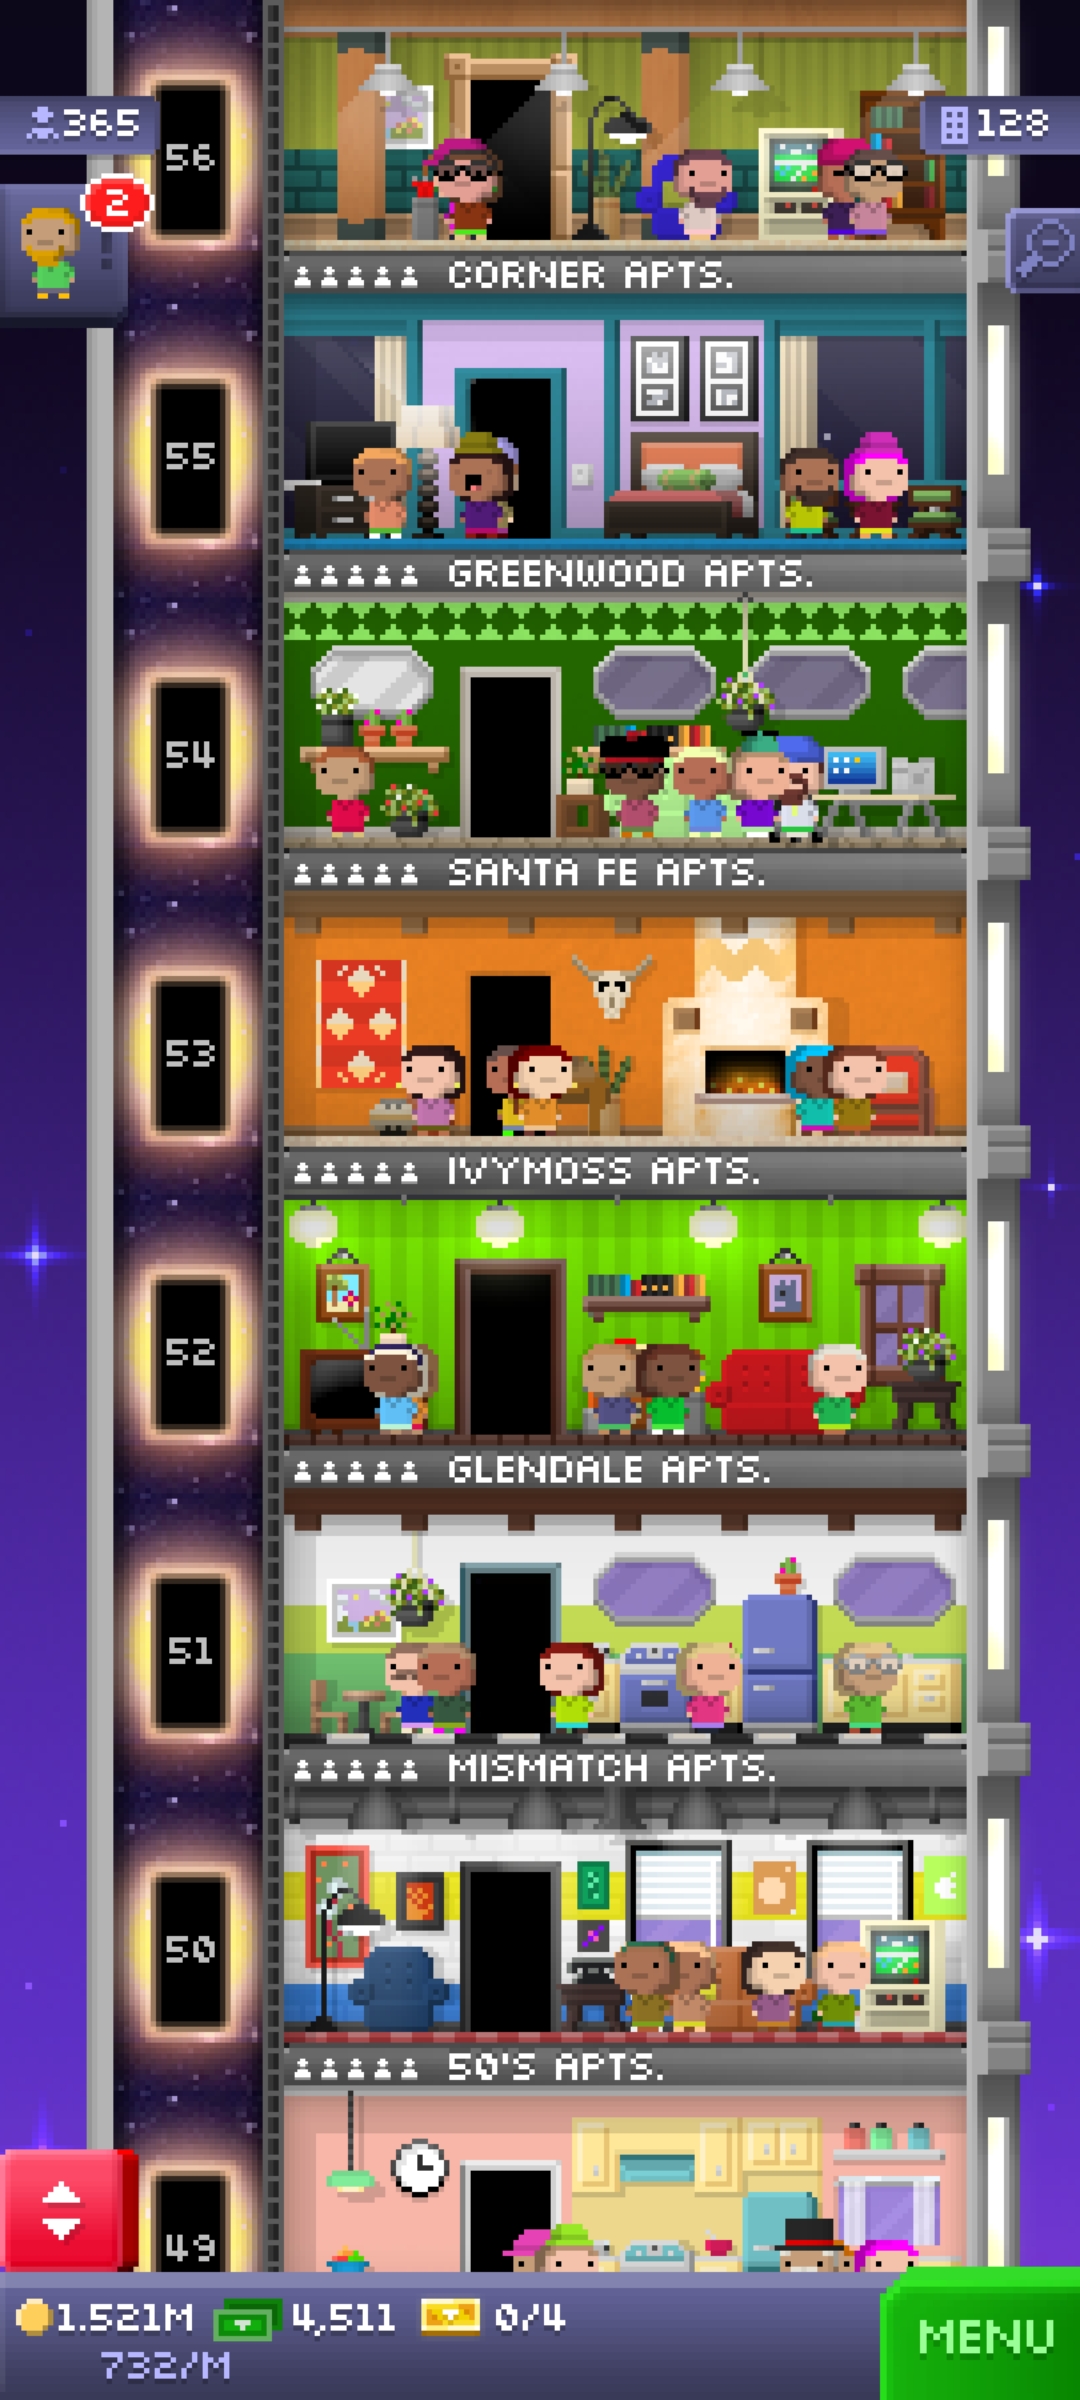 365
128
2
56
CORNER APTS.
55
GREENWOOD APTS.
54
SANTA FE APTS.
53
IVYMOSS APTS.
52
GLENDALE APTS.
51
MISMATCH APTS.
50
50'S APTS.
49
1.521M 4,511 0/4
732/M
MENU